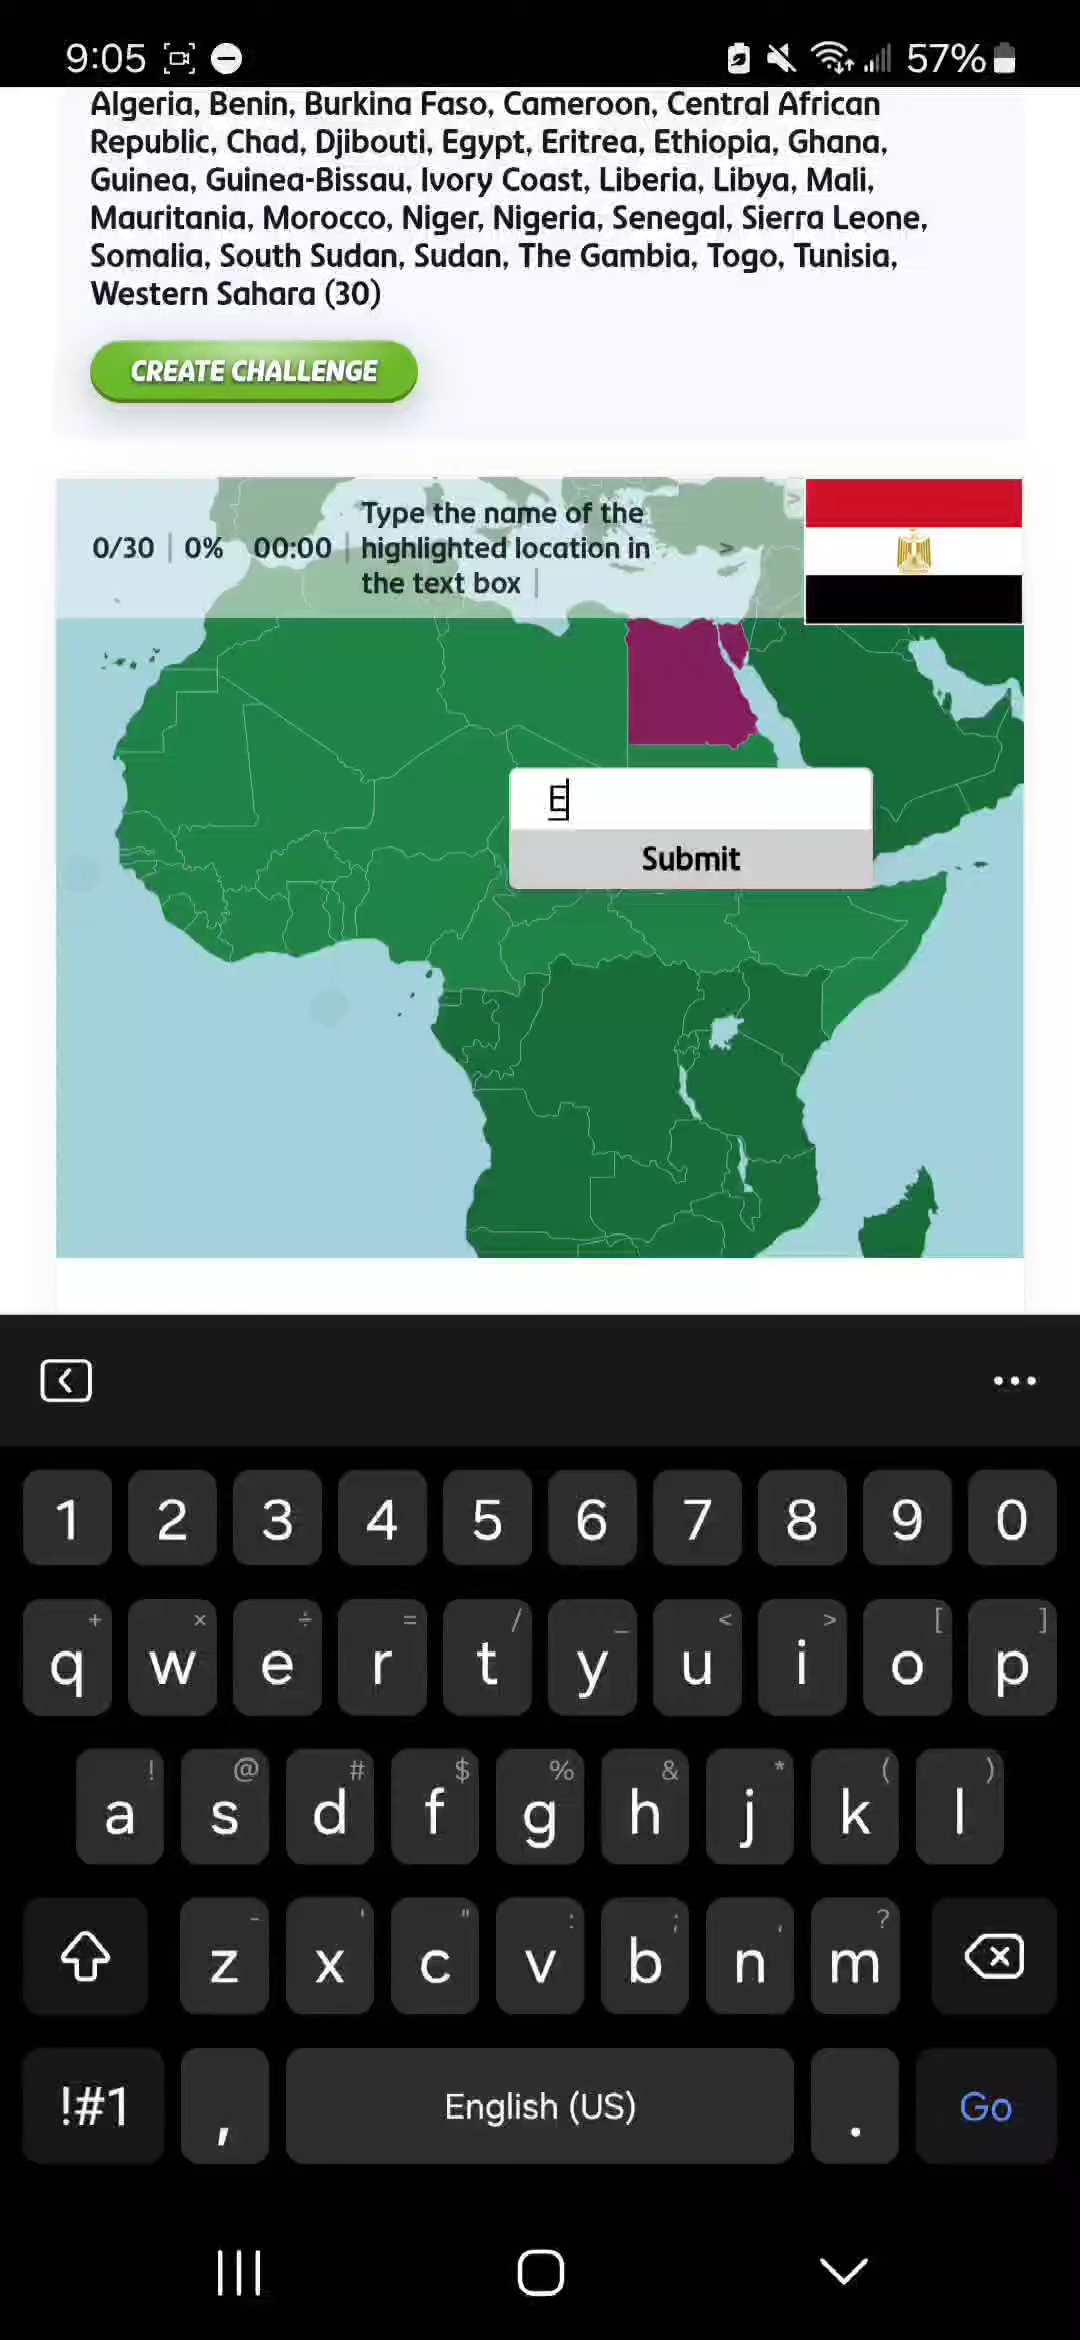 9:05
57%
Algeria, Benin, Burkina Faso, Cameroon, Central African
Republic, Chad, Djibouti, Egypt, Eritrea, Ethiopia, Ghana,
Guinea, Guinea-Bissau, Ivory Coast, Liberia, Libya, Mali,
Mauritania, Morocco, Niger, Nigeria, Senegal, Sierra Leone,
Somalia, South Sudan, Sudan, The Gambia, Togo, Tunisia,
Western Sahara (30)
CREATE CHALLENGE
0/30 | 0% 00:00 | Type the name of the
highlighted location in
the text box |
>
>
E
Submit
1 2 3 4 5 6 7 8 9 0
+ × ÷ = / _ < > [ ]
q w e r t y u i o p
! @ # $ % & * ( )
a s d f g h j k l
- ' " : ; , ?
z x c v b n m
!#1 , English (US) . Go